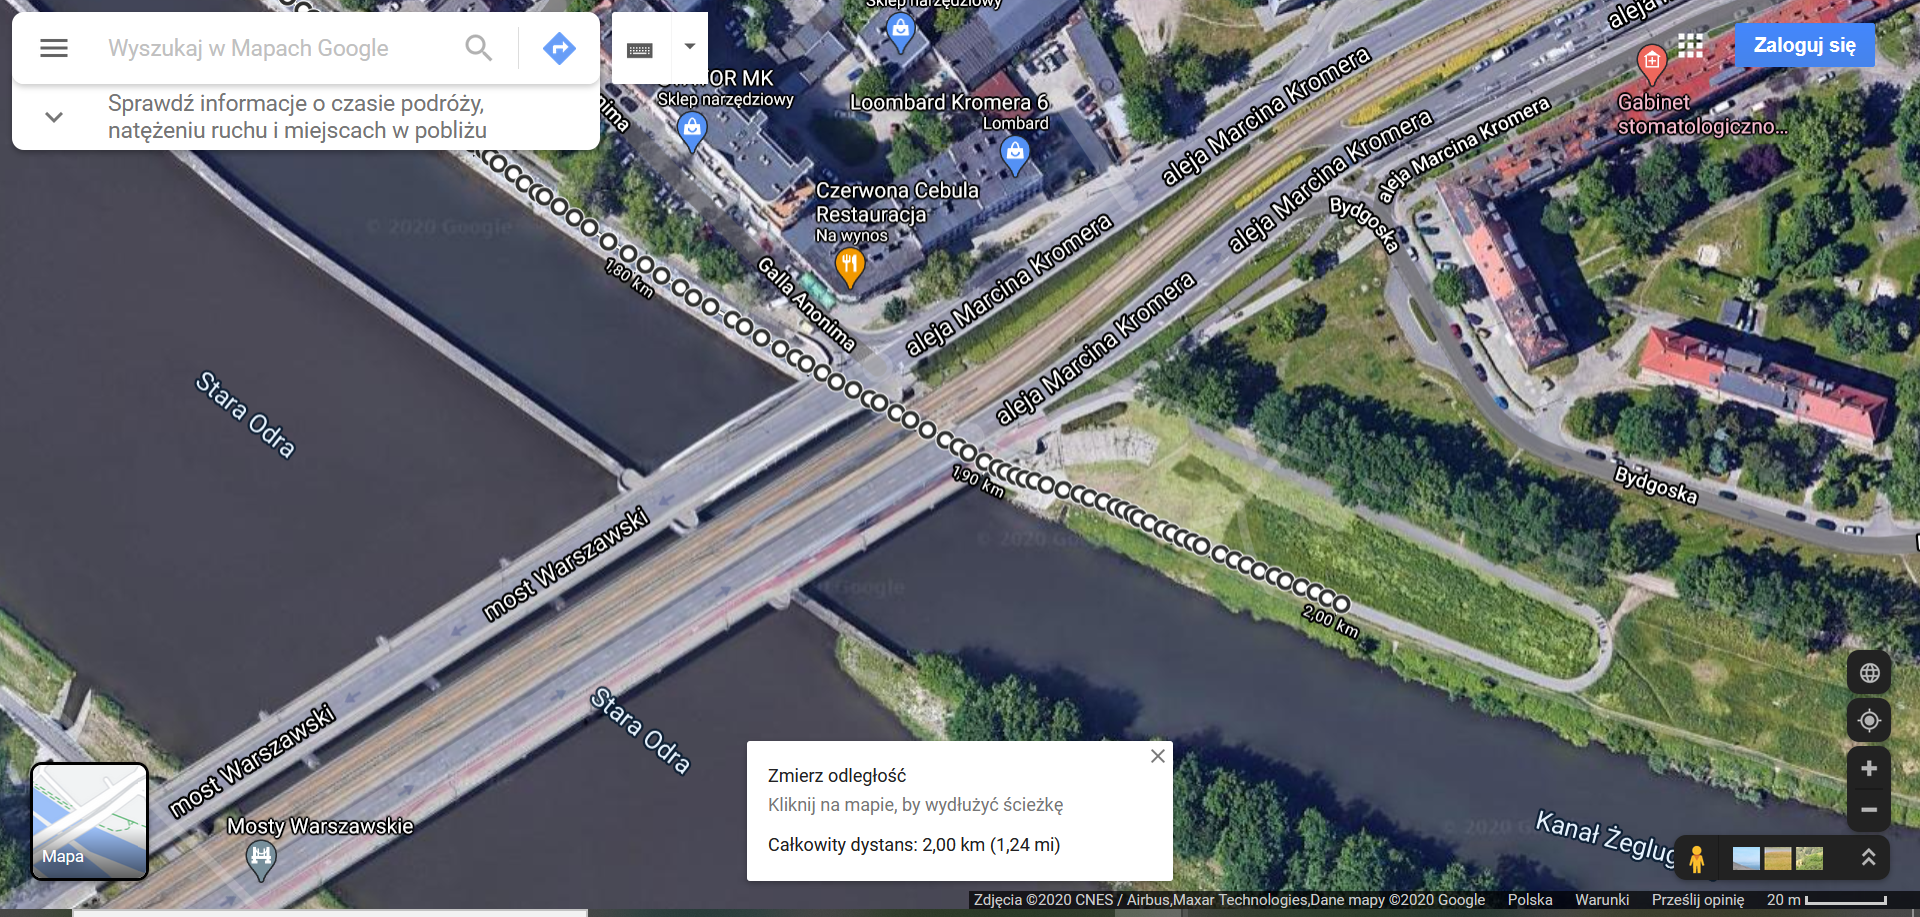 Sklep narzędziowy
Wyszukaj w Mapach Google
Sprawdź informacje o czasie podróży,
natężeniu ruchu i miejscach w pobliżu
OR MK
Sklep narzędziowy
Loombard Kromera 6
Lombard
Czerwona Cebula
Restauracja
Na wynos
Galla Anonima
aleja Marcina Kromera
aleja Marcina Kromera
aleja Marcina Kromera
aleja Marcina Kromera
aleja Marcina Kromera
Zaloguj się
Gabinet
stomatologiczno...
Bydgoska
Bydgoska
© 2020 Google
1,80 km
1,90 km
2,00 km
Stara Odra
Stara Odra
most Warszawski
most Warszawski
Mosty Warszawskie
Mapa
Zmierz odległość
Kliknij na mapie, by wydłużyć ścieżkę
Całkowity dystans: 2,00 km (1,24 mi)
Kanał Żeglug
Zdjęcia ©2020 CNES / Airbus,Maxar Technologies,Dane mapy ©2020 Google Polska Warunki Prześlij opinię 20 m